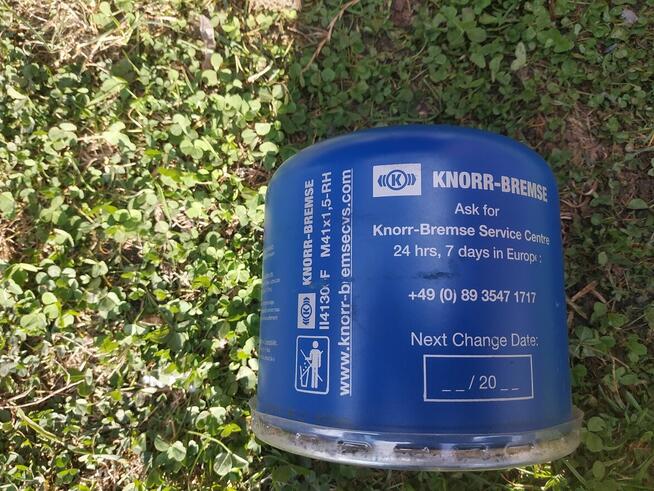 KNORR-BREMSE
Ask for
Knorr-Bremse Service Centre
24 hrs, 7 days in Europe :
+49 (0) 89 3547 1717
Next Change Date:
_ _ / 20 _ _
KNORR-BREMSE
F M41x1,5-RH
www.knorr-bremsecvs.com